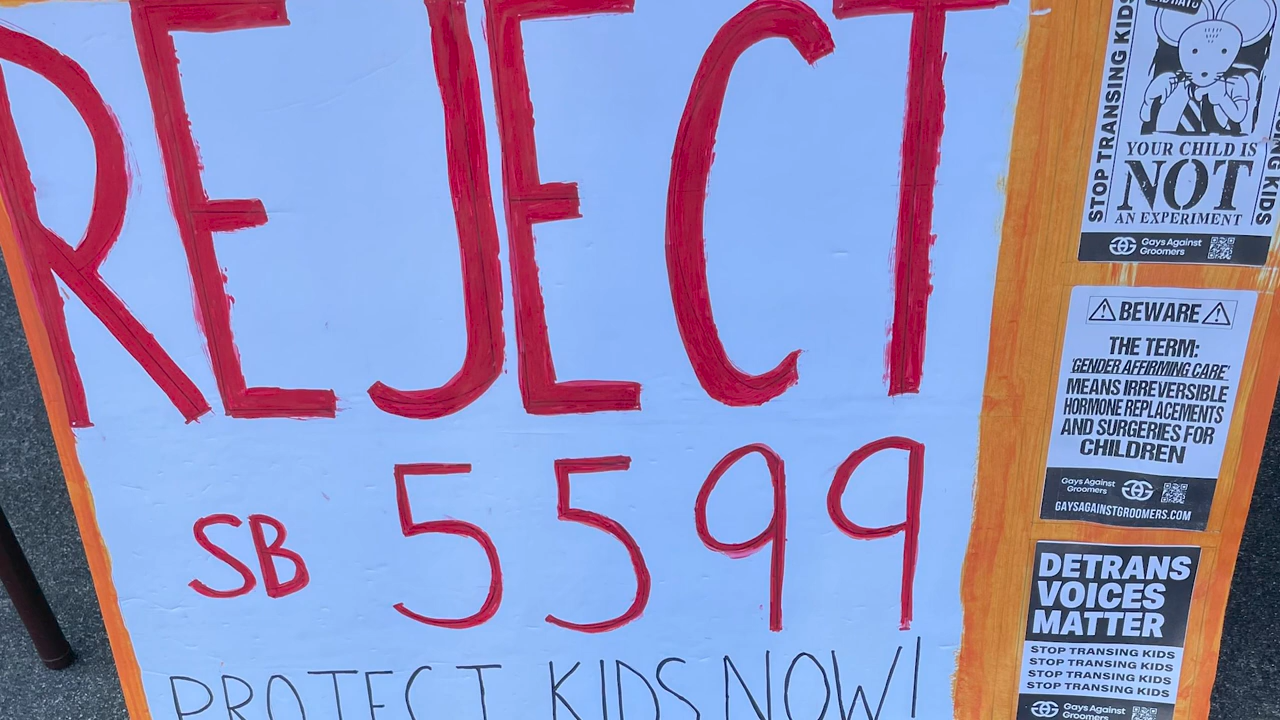 REJECT
SB 5599
PROTECT KIDS NOW!
STOP TRANSING KIDS
YOUR CHILD IS
NOT
AN EXPERIMENT
KIDS
Gays Against
Groomers
BEWARE
THE TERM:
'GENDER AFFIRMING CARE'
MEANS IRREVERSIBLE
HORMONE REPLACEMENTS
AND SURGERIES FOR
CHILDREN
Gays Against
Groomers
GAYSAGAINSTGROOMERS.COM
DETRANS
VOICES
MATTER
STOP TRANSING KIDS
STOP TRANSING KIDS
STOP TRANSING KIDS
STOP TRANSING KIDS
Gays Against
Groomers